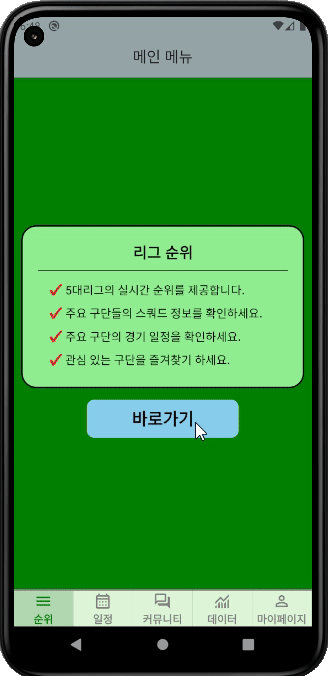 메인 메뉴
리그 순위
5대리그의 실시간 순위를 제공합니다.
주요 구단들의 스쿼드 정보를 확인하세요.
주요 구단의 경기 일정을 확인하세요.
관심 있는 구단을 즐겨찾기 하세요.
바로가기
순위 일정 커뮤니티 데이터 마이페이지